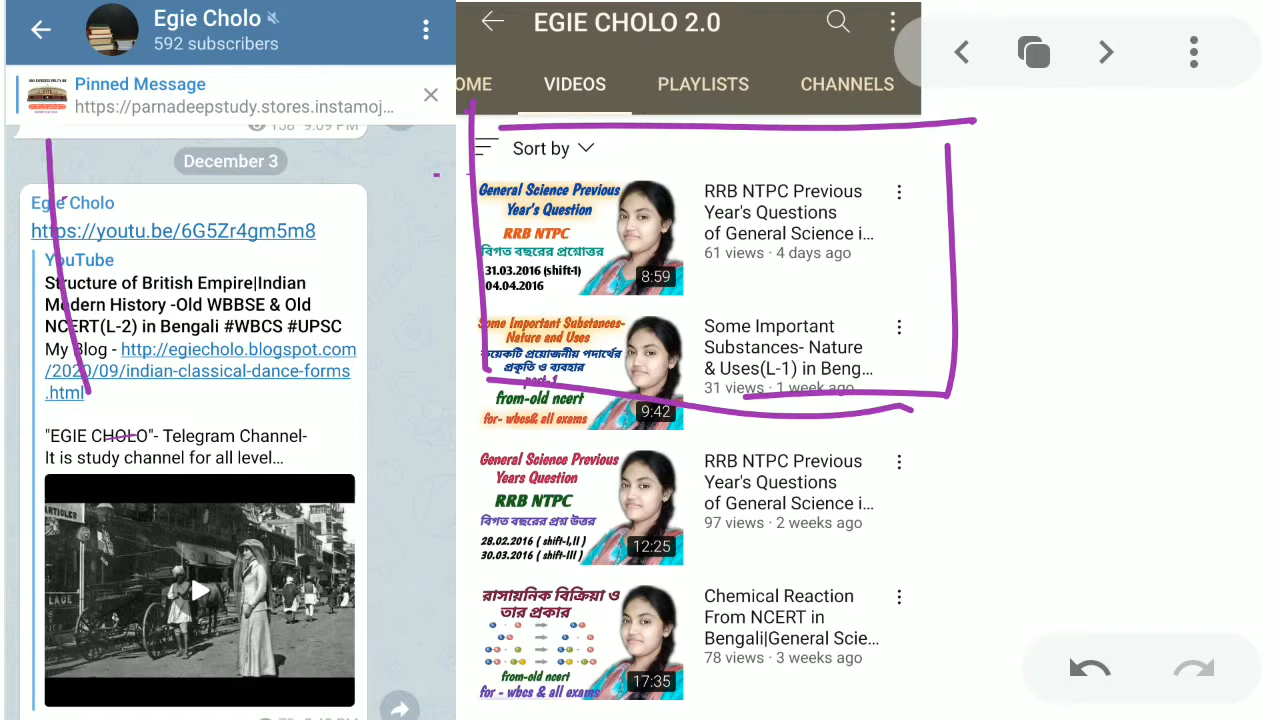 Egie Cholo
592 subscribers
Pinned Message
https://parnadeepstudy.stores.instamoj...
158 9:09 PM
December 3
Egie Cholo
https://youtu.be/6G5Zr4gm5m8
YouTube
Structure of British Empire|Indian
Modern History -Old WBBSE & Old
NCERT(L-2) in Bengali #WBCS #UPSC
My Blog - http://egiecholo.blogspot.com
/2020/09/indian-classical-dance-forms
.html
"EGIE CHOLO"- Telegram Channel-
It is study channel for all level...
EGIE CHOLO 2.0
OME
VIDEOS
PLAYLISTS
CHANNELS
Sort by
General Science Previous
Year's Question
RRB NTPC
বিগত বছরের প্রশ্নোত্তর
31.03.2016 (shift-I)
04.04.2016
8:59
RRB NTPC Previous
Year's Questions
of General Science i...
61 views · 4 days ago
Some Important Substances-
Nature and Uses
কয়েকটি প্রয়োজনীয় পদার্থের
প্রকৃতি ও ব্যবহার
part-1
from-old ncert
for- wbcs& all exams
9:42
Some Important
Substances- Nature
& Uses(L-1) in Beng...
31 views · 1 week ago
General Science Previous
Years Question
RRB NTPC
বিগত বছরের প্রশ্ন উত্তর
28.02.2016 ( shift-I,II )
30.03.2016 ( shift-III )
12:25
RRB NTPC Previous
Year's Questions
of General Science i...
97 views · 2 weeks ago
রাসায়নিক বিক্রিয়া ও
তার প্রকার
from-old ncert
for - wbcs & all exams
17:35
Chemical Reaction
From NCERT in
Bengali|General Scie...
78 views · 3 weeks ago